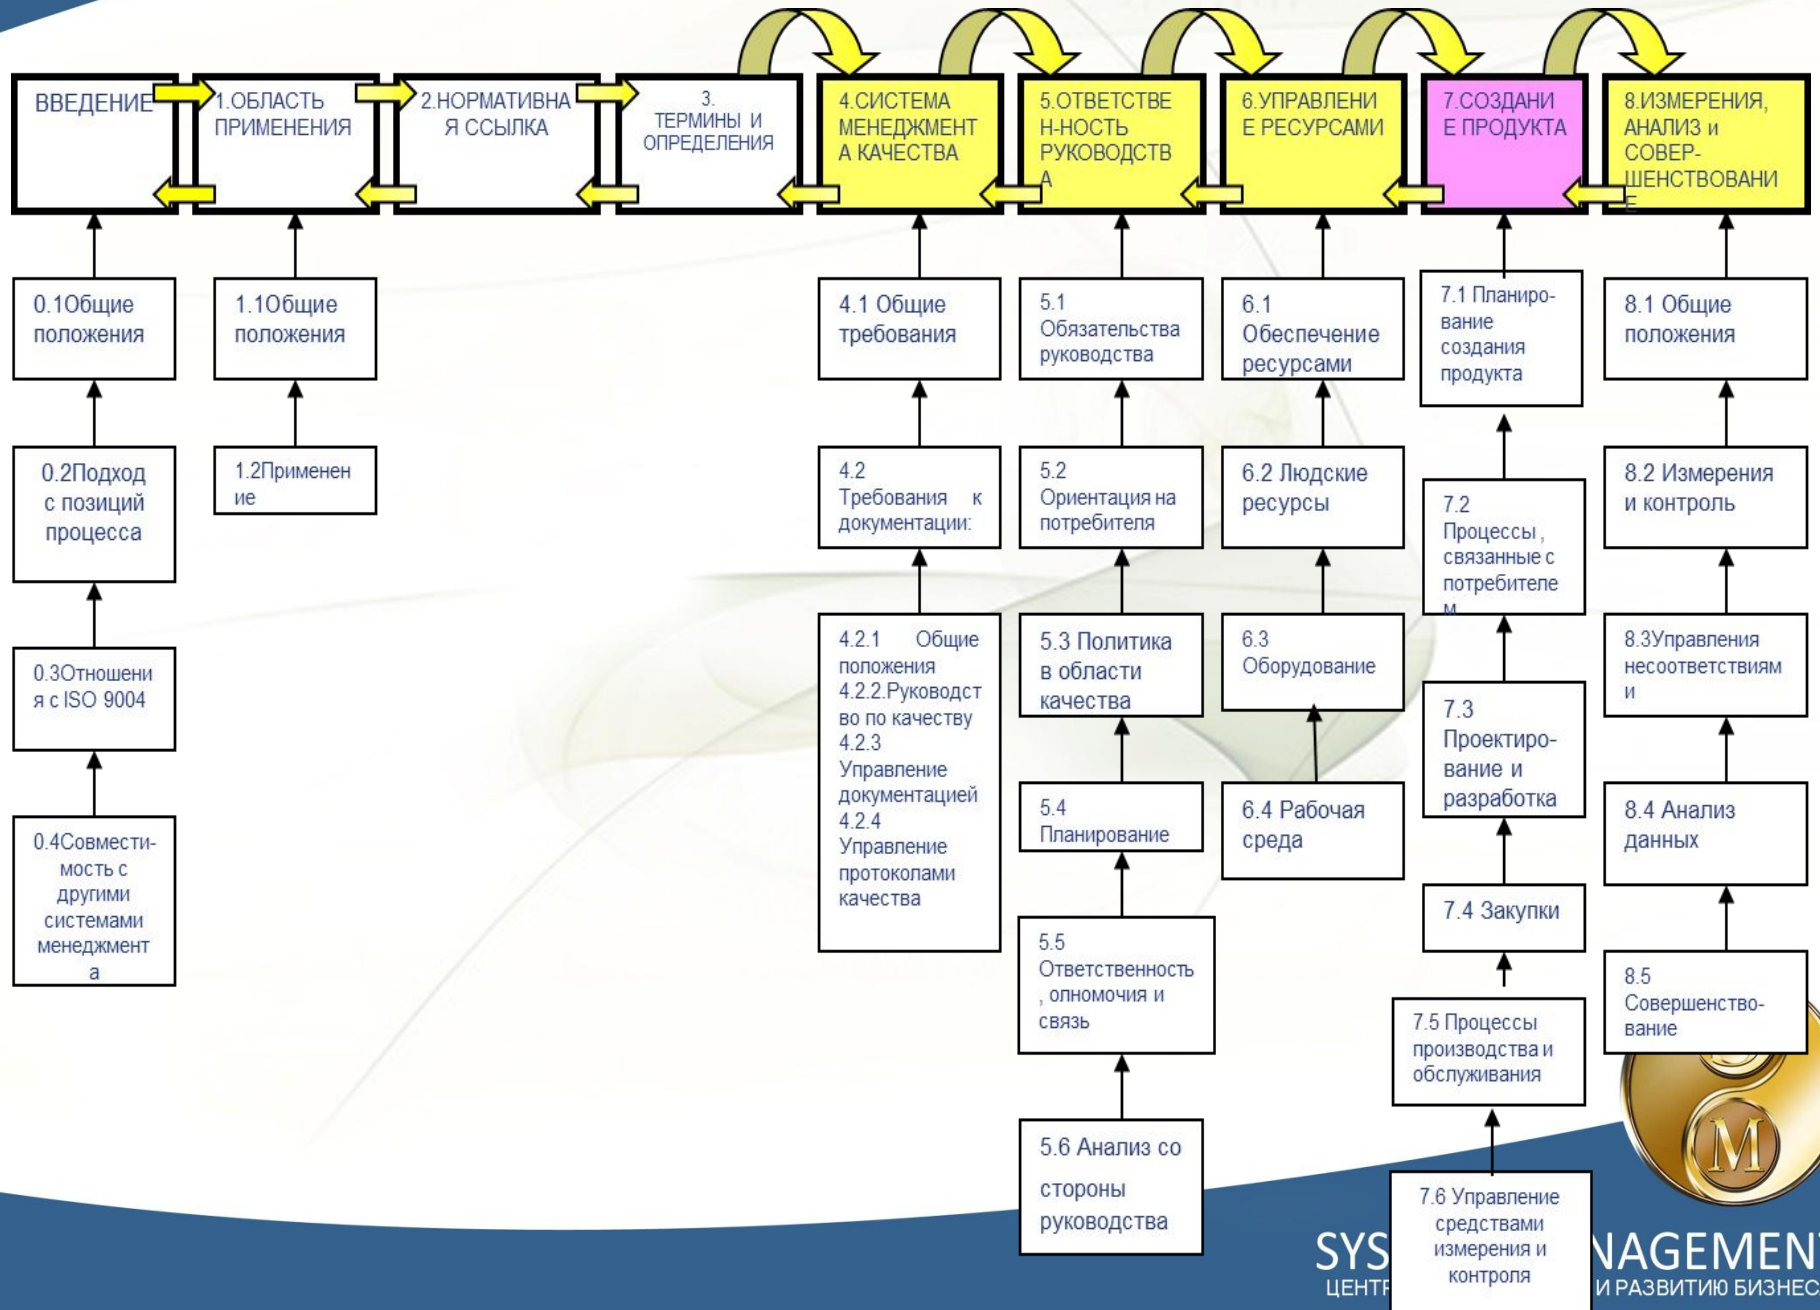 ВВЕДЕНИЕ
1.ОБЛАСТЬ
ПРИМЕНЕНИЯ
2.НОРМАТИВНА
Я ССЫЛКА
3.
ТЕРМИНЫ И
ОПРЕДЕЛЕНИЯ
4.СИСТЕМА
МЕНЕДЖМЕНТ
А КАЧЕСТВА
5.ОТВЕТСТВЕ
Н-НОСТЬ
РУКОВОДСТВ
А
6.УПРАВЛЕНИ
Е РЕСУРСАМИ
7.СОЗДАНИ
Е ПРОДУКТА
8.ИЗМЕРЕНИЯ,
АНАЛИЗ и
СОВЕР-
ШЕНСТВОВАНИ
Е
0.1Общие
положения
0.2Подход
с позиций
процесса
0.3Отношени
я с ISO 9004
0.4Совмести-
мость с
другими
системами
менеджмент
а
1.1Общие
положения
1.2Применен
ие
4.1 Общие
требования
4.2
Требования к
документации:
4.2.1 Общие
положения
4.2.2.Руководст
во по качеству
4.2.3
Управление
документацией
4.2.4
Управление
протоколами
качества
5.1
Обязательства
руководства
5.2
Ориентация на
потребителя
5.3 Политика
в области
качества
5.4
Планирование
5.5
Ответственность
, олномочия и
связь
5.6 Анализ со
стороны
руководства
6.1
Обеспечение
ресурсами
6.2 Людские
ресурсы
6.3
Оборудование
6.4 Рабочая
среда
7.1 Планиро-
вание
создания
продукта
7.2
Процессы ,
связанные с
потребителе
м
7.3
Проектиро-
вание и
разработка
7.4 Закупки
7.5 Процессы
производства и
обслуживания
7.6 Управление
средствами
измерения и
контроля
8.1 Общие
положения
8.2 Измерения
и контроль
8.3Управления
несоответствиям
и
8.4 Анализ
данных
8.5
Совершенство-
вание
M
И РАЗВИТИЮ